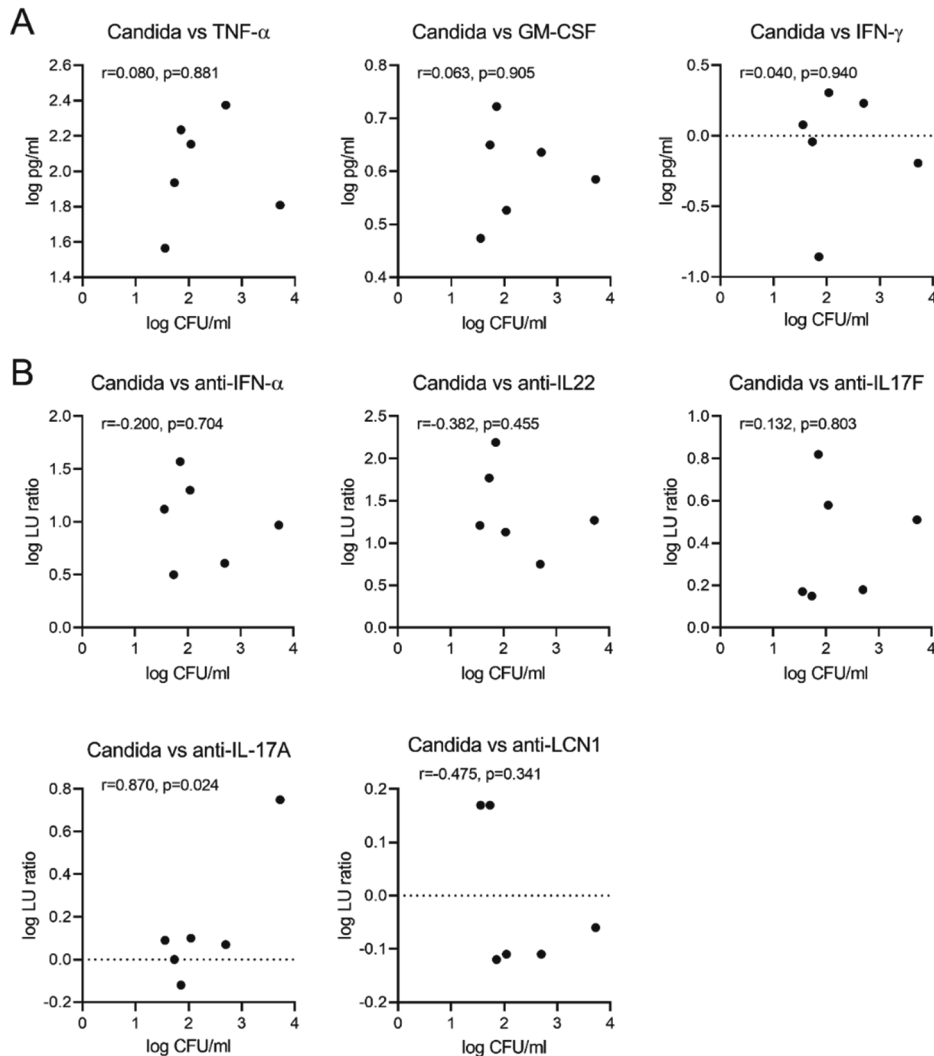 A
Candida vs TNF-α
Candida vs GM-CSF
Candida vs IFN-γ
r=0.080, p=0.881
r=0.063, p=0.905
r=0.040, p=0.940
log pg/ml
2.6
2.4
2.2
2.0
1.8
1.6
1.4
0 1 2 3 4
log CFU/ml
log pg/ml
0.8
0.7
0.6
0.5
0.4
0 1 2 3 4
log CFU/ml
log pg/ml
0.5
0.0
-0.5
-1.0
0 1 2 3 4
log CFU/ml
B
Candida vs anti-IFN-α
Candida vs anti-IL22
Candida vs anti-IL17F
r=-0.200, p=0.704
r=-0.382, p=0.455
r=0.132, p=0.803
log LU ratio
2.0
1.5
1.0
0.5
0.0
0 1 2 3 4
log CFU/ml
log LU ratio
2.5
2.0
1.5
1.0
0.5
0.0
0 1 2 3 4
log CFU/ml
log LU ratio
1.0
0.8
0.6
0.4
0.2
0.0
0 1 2 3 4
log CFU/ml
Candida vs anti-IL-17A
Candida vs anti-LCN1
r=0.870, p=0.024
r=-0.475, p=0.341
log LU ratio
0.8
0.6
0.4
0.2
0.0
-0.2
0 1 2 3 4
log CFU/ml
log LU ratio
0.2
0.1
0.0
-0.1
-0.2
0 1 2 3 4
log CFU/ml